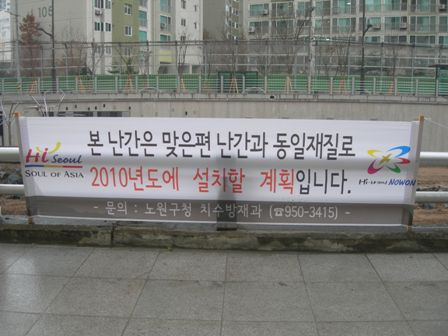 Hi Seoul
SOUL OF ASIA
본 난간은 맞은편 난간과 동일재질로
2010년도에 설치할 계획입니다.
- 문의 : 노원구청 치수방재과 (☎950-3415) -
NOWON